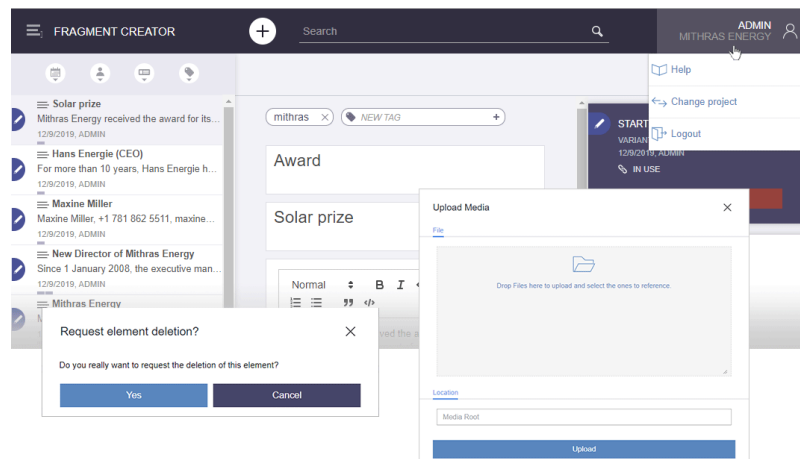 FRAGMENT CREATOR
Search
ADMIN
MITHRAS ENERGY
Help
Change project
Logout
Solar prize
Mithras Energy received the award for its...
12/9/2019, ADMIN
Hans Energie (CEO)
For more than 10 years, Hans Energie h...
12/9/2019, ADMIN
Maxine Miller
Maxine Miller, +1 781 862 5511, maxine...
12/9/2019, ADMIN
New Director of Mithras Energy
Since 1 January 2008, the executive man...
12/9/2019, ADMIN
Mithras Energy
mithras
NEW TAG
Award
Solar prize
Normal
B I
ved the a
START
VARIAN
12/9/2019, ADMIN
IN USE
Request element deletion?
Do you really want to request the deletion of this element?
Yes
Cancel
Upload Media
File
Drop Files here to upload and select the ones to reference.
Location
Media Root
Upload